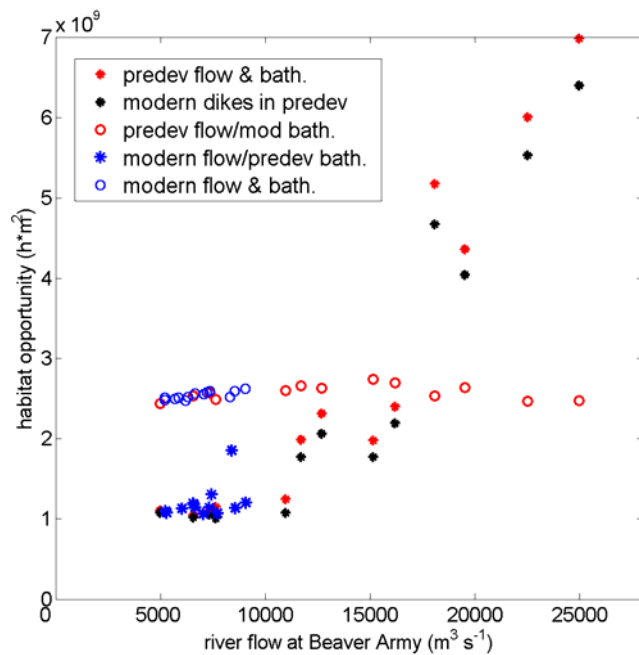 x 10^9
7
6
5
4
3
2
1
0
predev flow & bath.
modern dikes in predev
predev flow/mod bath.
modern flow/predev bath.
modern flow & bath.
habitat opportunity (h*m^2)
5000 10000 15000 20000 25000
river flow at Beaver Army (m^3 s^-1)